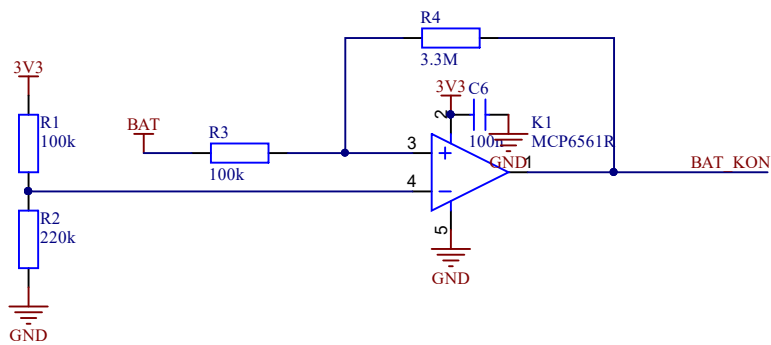 R4
3.3M
3V3
3V3
C6
R1
100k
BAT
R3
100k
2
100n
K1
MCP6561R
GND
3
1
BAT_KON
4
R2
220k
5
GND
GND